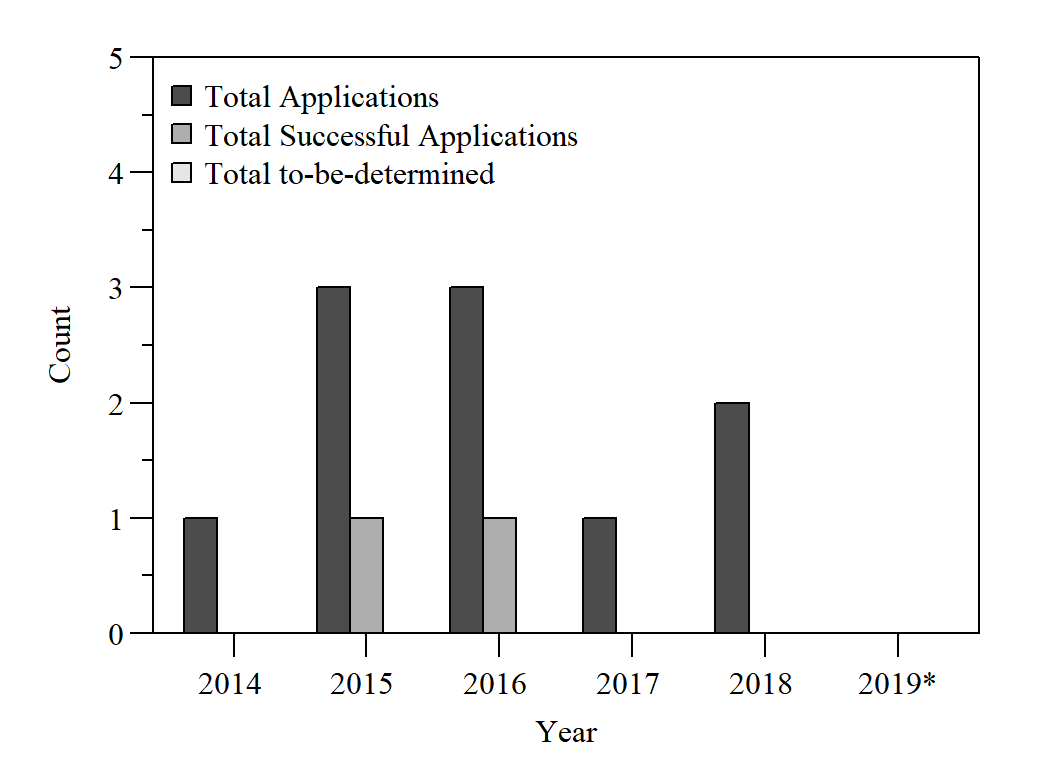 5
Total Applications
Total Successful Applications
4
Total to-be-determined
3
Count
2
1
0
2014 2015 2016 2017 2018 2019*
Year